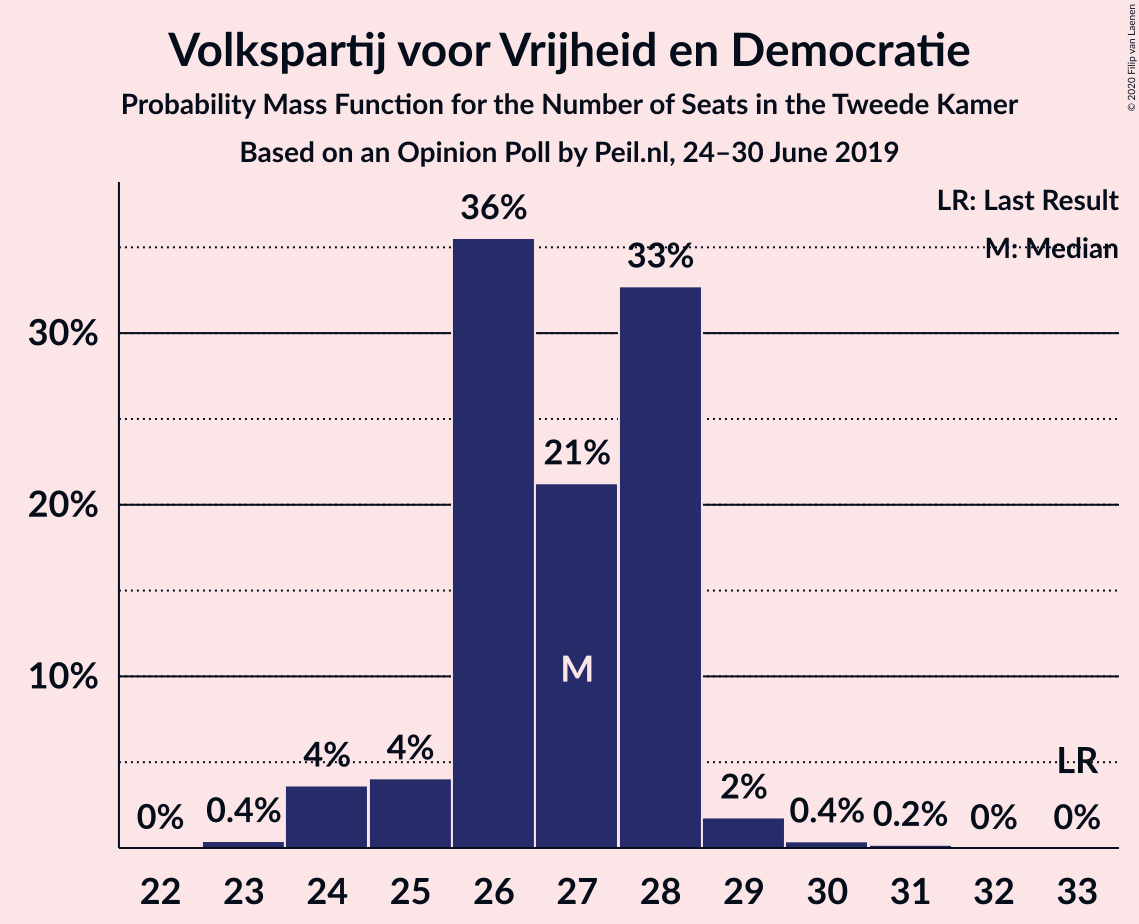 Volkspartij voor Vrijheid en Democratie
Probability Mass Function for the Number of Seats in the Tweede Kamer
Based on an Opinion Poll by Peil.nl, 24–30 June 2019
© 2020 Filip van Laenen
LR: Last Result
M: Median
36%
33%
30%
21%
20%
M
10%
LR
4%
4%
2%
0%
0.4%
0.4%
0.2%
0%
0%
22 23 24 25 26 27 28 29 30 31 32 33